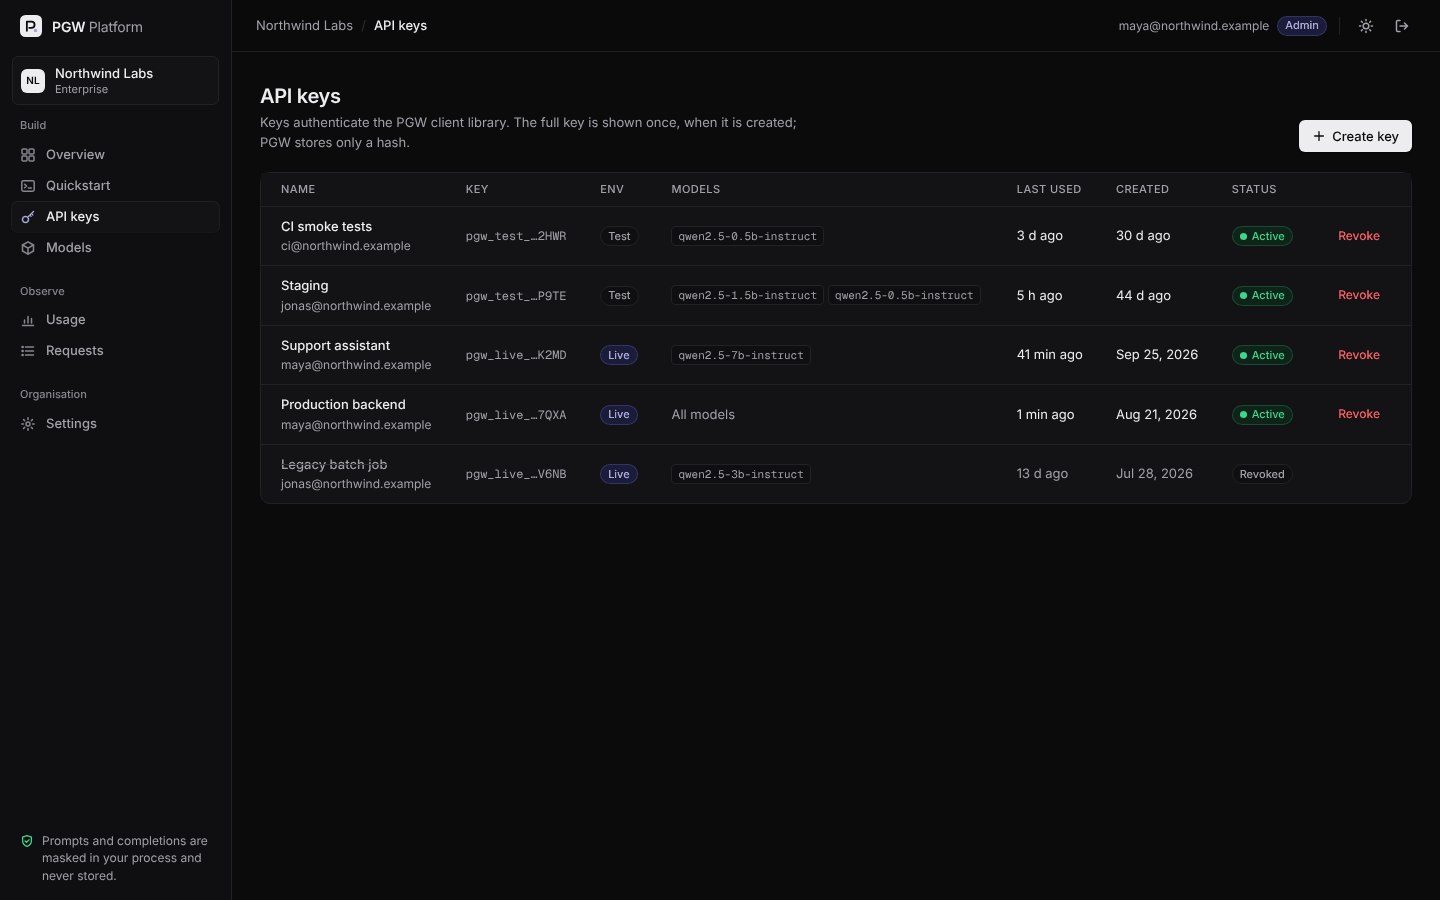 PGW Platform
NL
Northwind Labs
Enterprise
Build
Overview
Quickstart
API keys
Models
Observe
Usage
Requests
Organisation
Settings
Prompts and completions are
masked in your process and
never stored.
Northwind Labs / API keys
maya@northwind.example Admin
API keys
Keys authenticate the PGW client library. The full key is shown once, when it is created;
PGW stores only a hash.
Create key
NAME KEY ENV MODELS LAST USED CREATED STATUS
CI smoke tests
ci@northwind.example
pgw_test_…2HWR Test qwen2.5-0.5b-instruct 3 d ago 30 d ago Active Revoke
Staging
jonas@northwind.example
pgw_test_…P9TE Test qwen2.5-1.5b-instruct qwen2.5-0.5b-instruct 5 h ago 44 d ago Active Revoke
Support assistant
maya@northwind.example
pgw_live_…K2MD Live qwen2.5-7b-instruct 41 min ago Sep 25, 2026 Active Revoke
Production backend
maya@northwind.example
pgw_live_…7QXA Live All models 1 min ago Aug 21, 2026 Active Revoke
Legacy batch job
jonas@northwind.example
pgw_live_…V6NB Live qwen2.5-3b-instruct 13 d ago Jul 28, 2026 Revoked